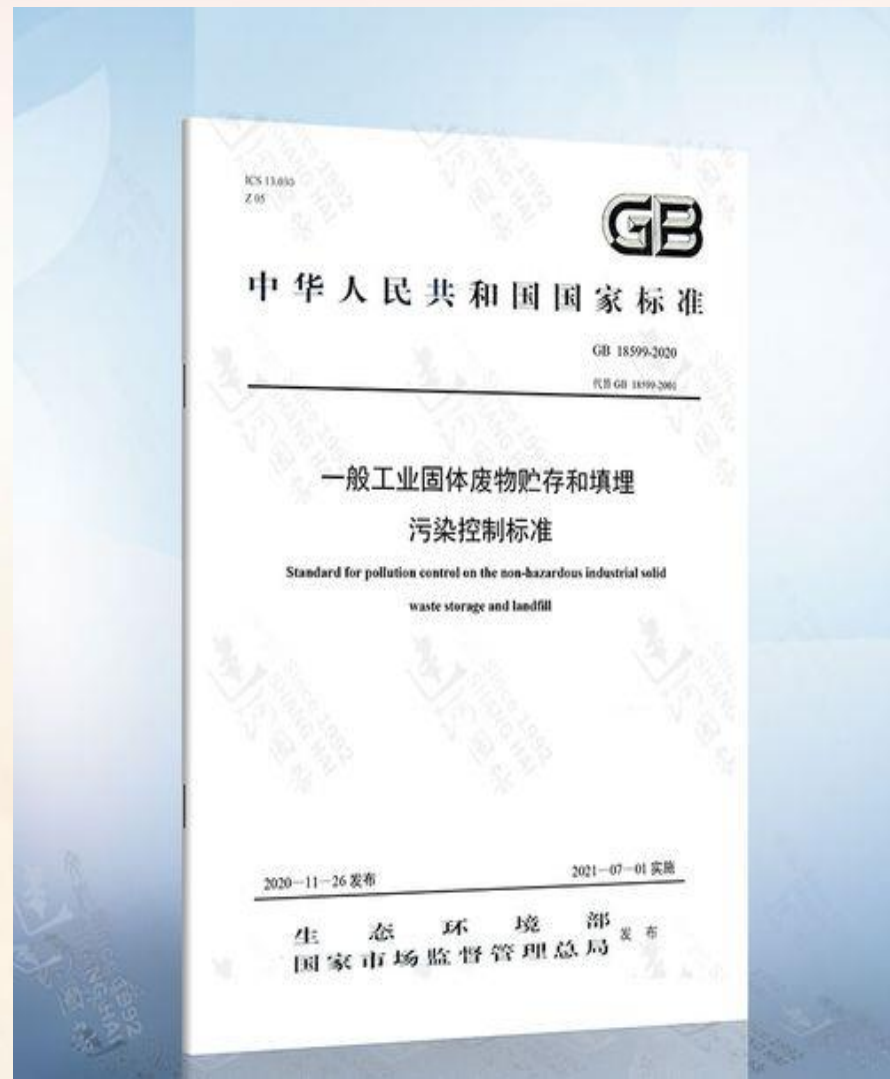 ICS 13.030
Z 05
GB
中华人民共和国国家标准
GB 18599-2020
代替 GB 18599-2001
一般工业固体废物贮存和填埋
污染控制标准
Standard for pollution control on the non-hazardous industrial solid
waste storage and landfill
2020—11—26 发布
2021—07—01 实施
生态环境部
国家市场监督管理总局
发布
Since 1992
SHANG HAI